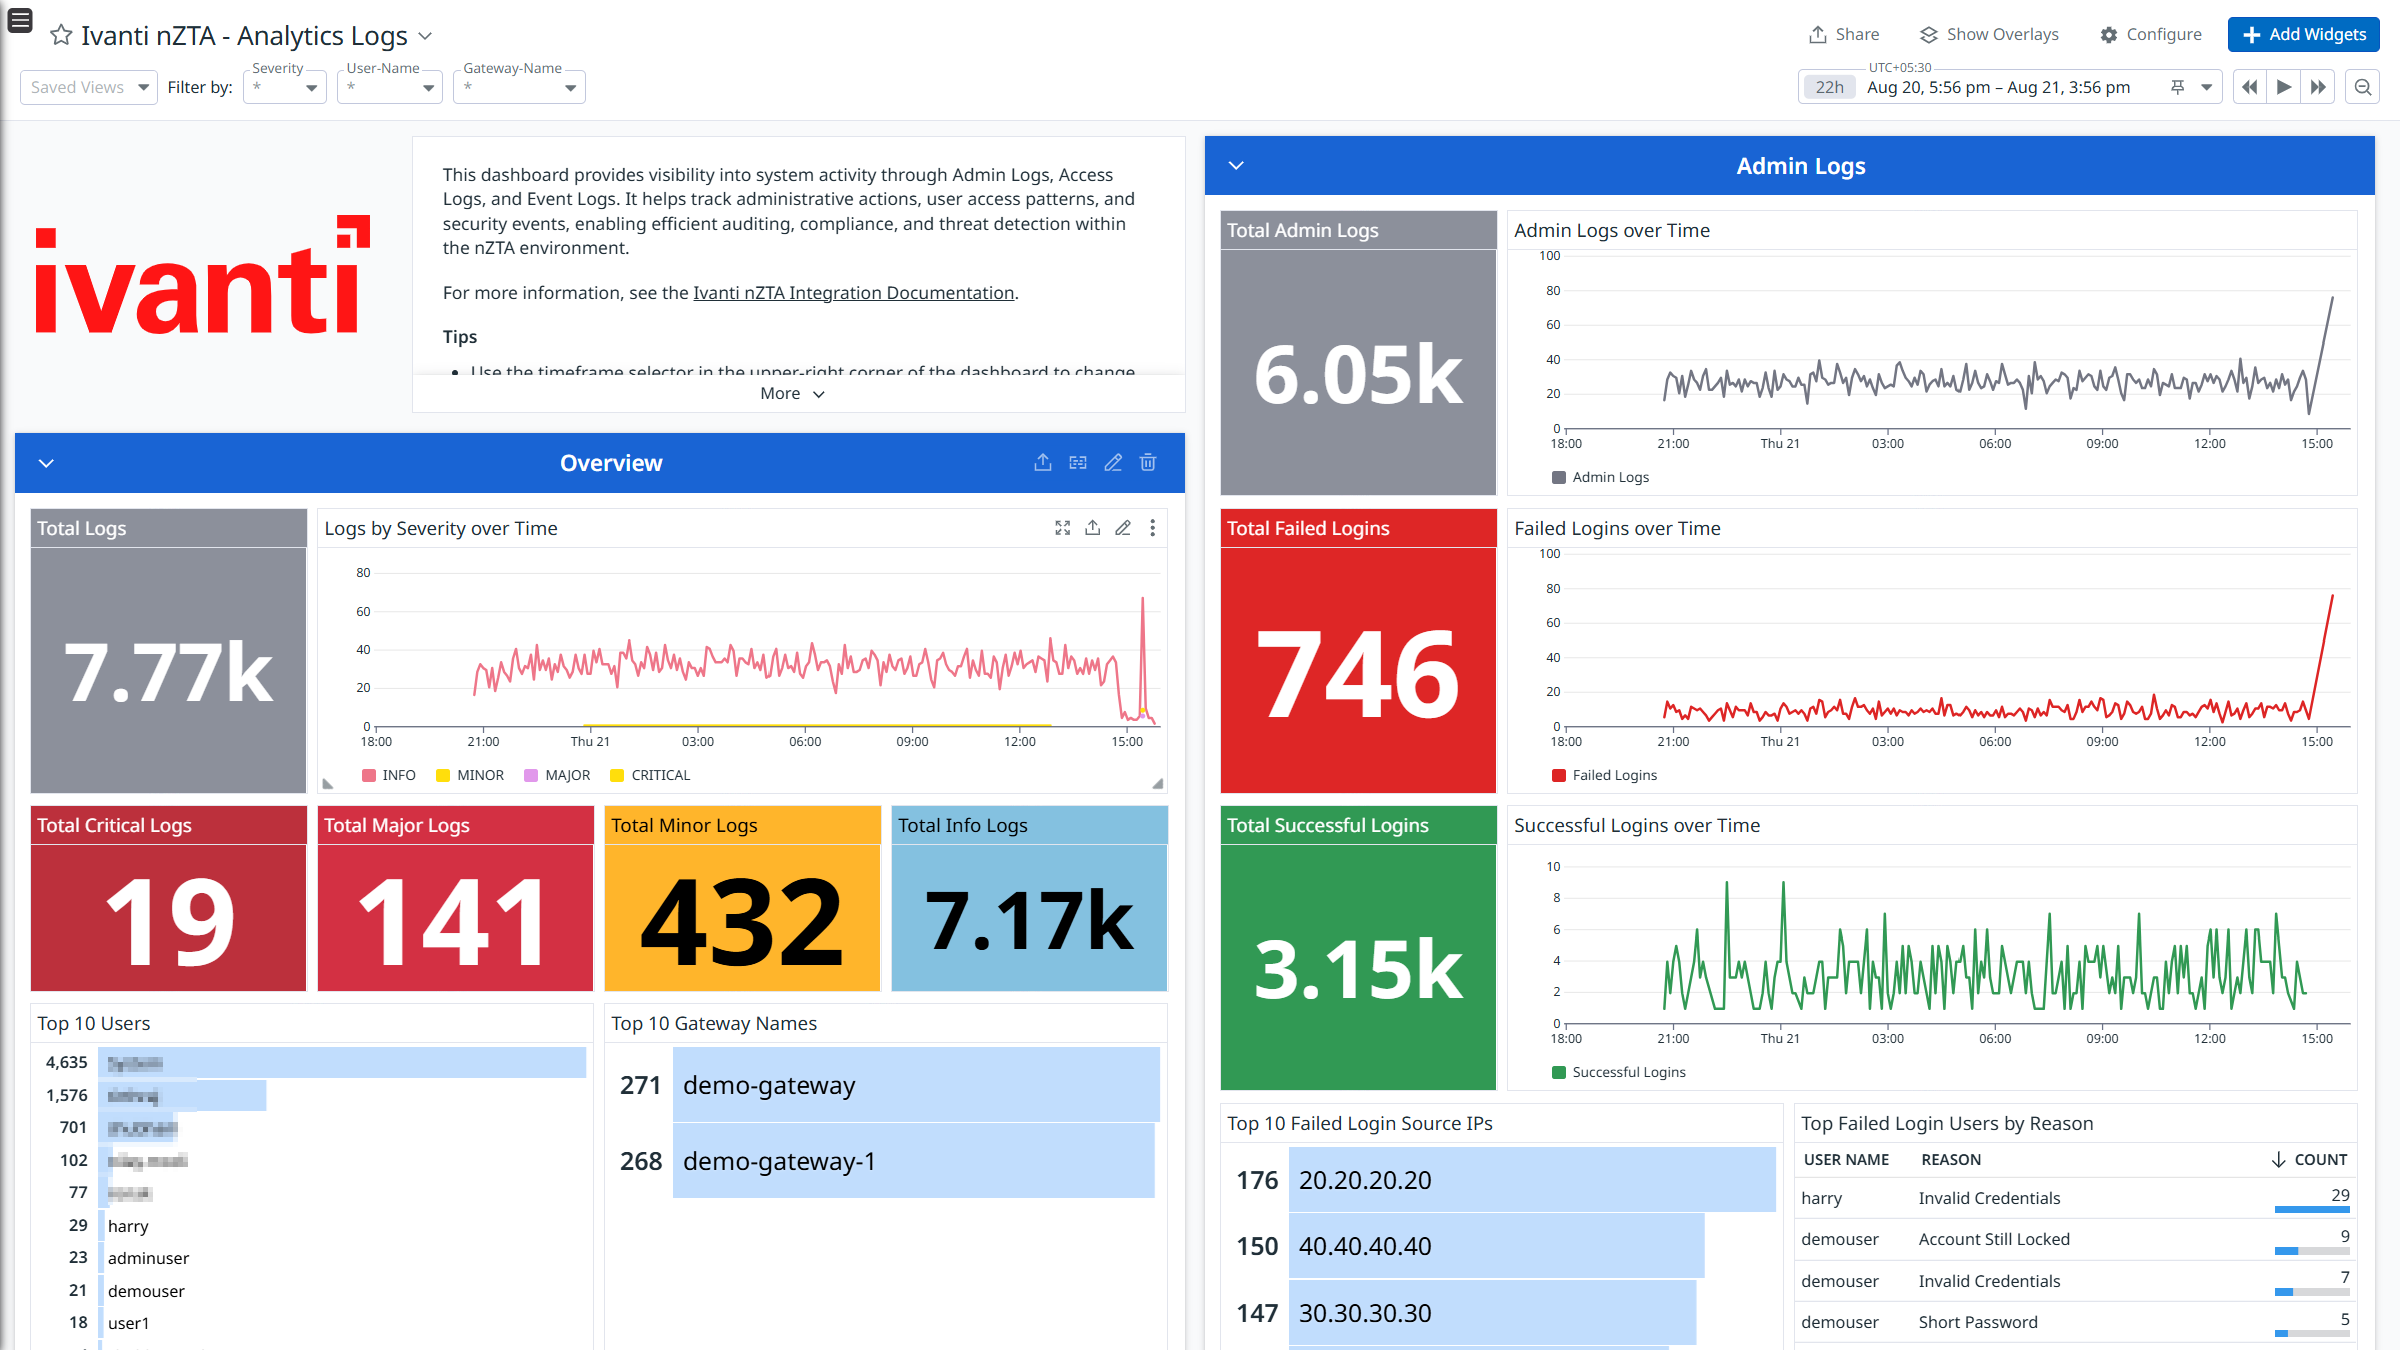 Ivanti nZTA - Analytics Logs
Share
Show Overlays
Configure
Add Widgets
Saved Views
Filter by:
Severity
*
User-Name
*
Gateway-Name
*
UTC+05:30
22h
Aug 20, 5:56 pm – Aug 21, 3:56 pm
ivanti
This dashboard provides visibility into system activity through Admin Logs, Access
Logs, and Event Logs. It helps track administrative actions, user access patterns, and
security events, enabling efficient auditing, compliance, and threat detection within
the nZTA environment.
For more information, see the Ivanti nZTA Integration Documentation.
Tips
• Use the timeframe selector in the upper-right corner of the dashboard to change
More
Overview
Total Logs
7.77k
Logs by Severity over Time
80
60
40
20
0
18:00 21:00 Thu 21 03:00 06:00 09:00 12:00 15:00
INFO MINOR MAJOR CRITICAL
Total Critical Logs
19
Total Major Logs
141
Total Minor Logs
432
Total Info Logs
7.17k
Top 10 Users
4,635
1,576
701
102
77
29 harry
23 adminuser
21 demouser
18 user1
Top 10 Gateway Names
271 demo-gateway
268 demo-gateway-1
Admin Logs
Total Admin Logs
6.05k
Admin Logs over Time
100
80
60
40
20
0
18:00 21:00 Thu 21 03:00 06:00 09:00 12:00 15:00
Admin Logs
Total Failed Logins
746
Failed Logins over Time
100
80
60
40
20
0
18:00 21:00 Thu 21 03:00 06:00 09:00 12:00 15:00
Failed Logins
Total Successful Logins
3.15k
Successful Logins over Time
10
8
6
4
2
0
18:00 21:00 Thu 21 03:00 06:00 09:00 12:00 15:00
Successful Logins
Top 10 Failed Login Source IPs
176 20.20.20.20
150 40.40.40.40
147 30.30.30.30
Top Failed Login Users by Reason
USER NAME REASON COUNT
harry Invalid Credentials 29
demouser Account Still Locked 9
demouser Invalid Credentials 7
demouser Short Password 5